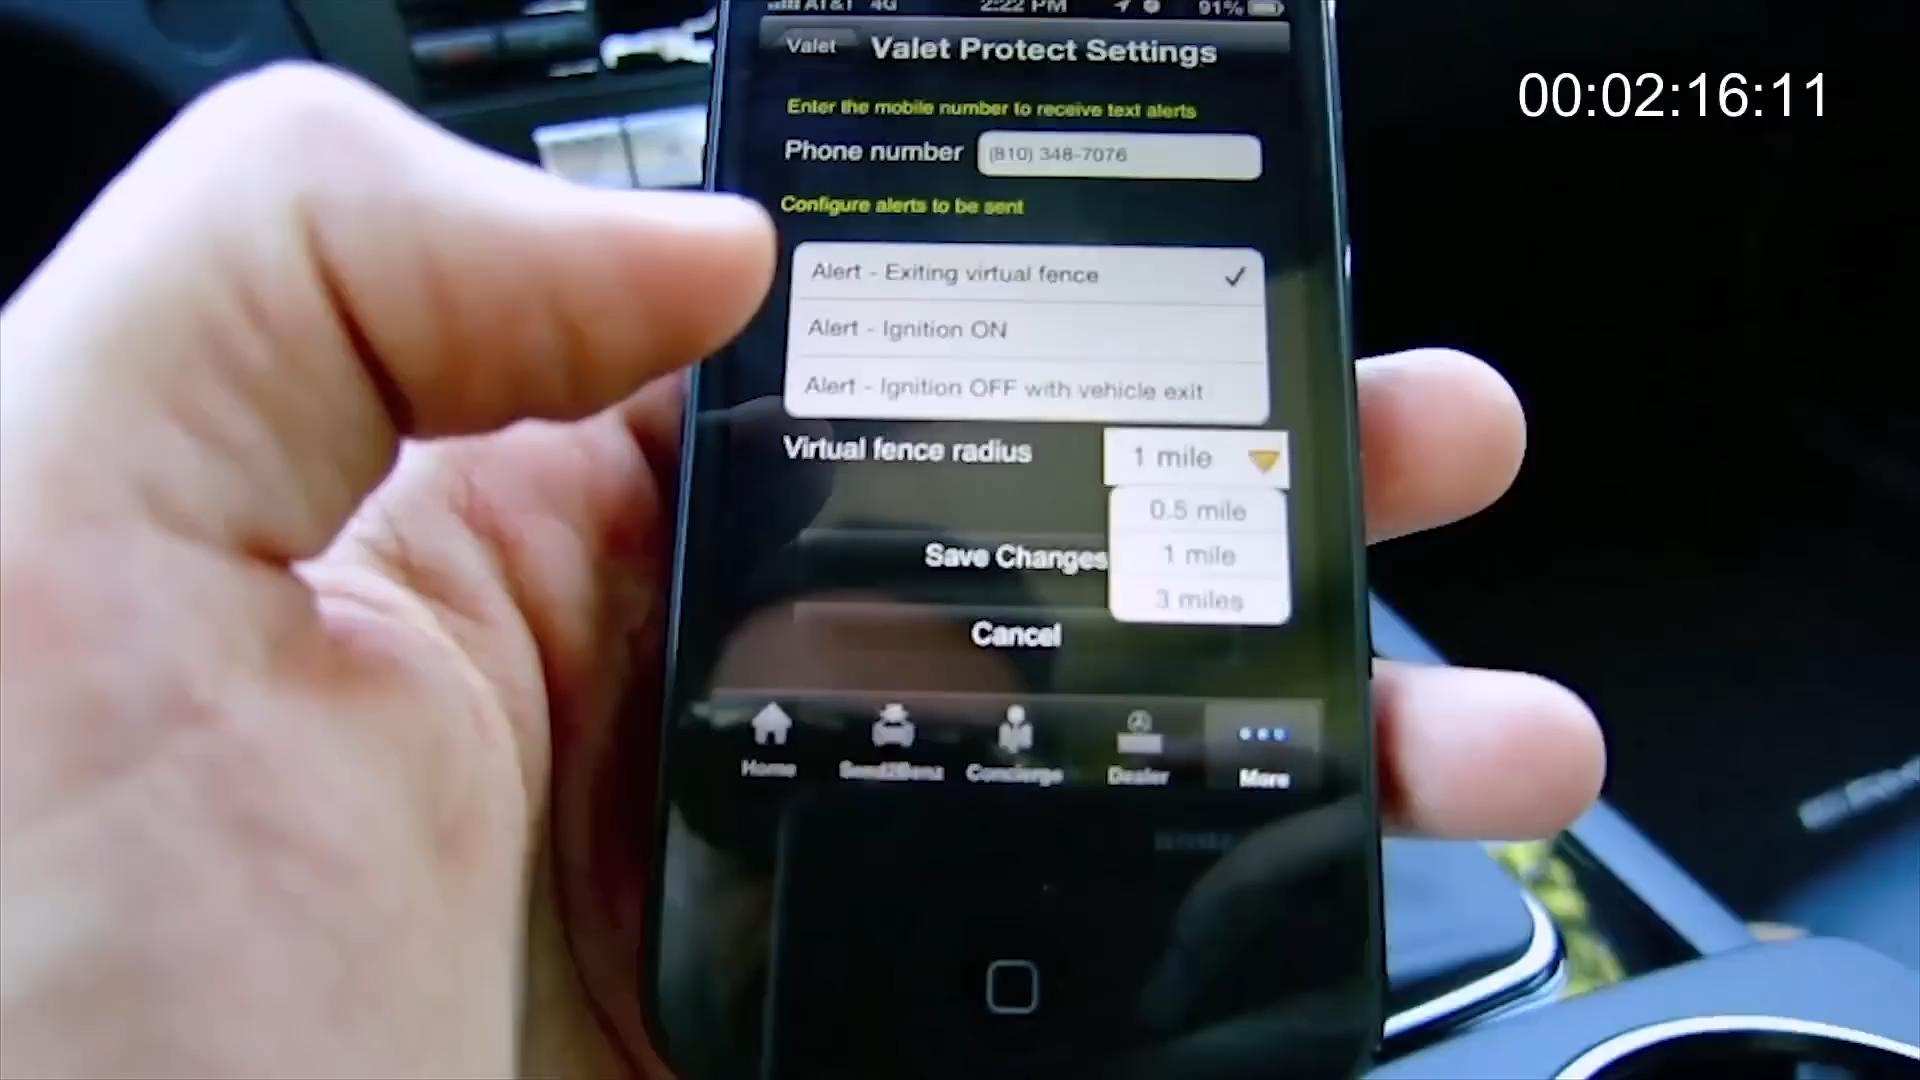 AT&T 4G 2:22 PM 91%
Valet Valet Protect Settings
00:02:16:11
Enter the mobile number to receive text alerts
Phone number (810) 348-7076
Configure alerts to be sent
Alert - Exiting virtual fence
Alert - Ignition ON
Alert - Ignition OFF with vehicle exit
Virtual fence radius 1 mile
0.5 mile
Save Changes 1 mile
3 miles
Cancel
Home Send2Benz Concierge Dealer More